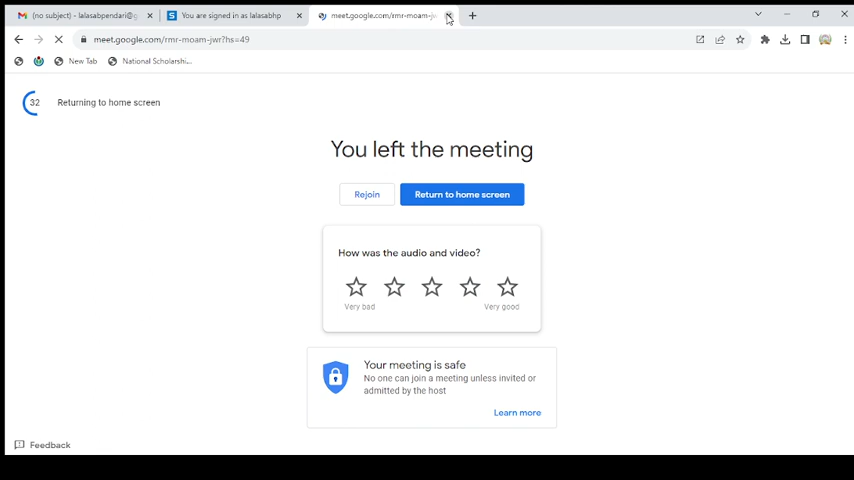 (no subject) - lalasabpendari@g
You are signed in as lalasabhp
meet.google.com/rmr-moam-jw
meet.google.com/rmr-moam-jwr?hs=49
New Tab
National Scholarshi...
32
Returning to home screen
You left the meeting
Rejoin
Return to home screen
How was the audio and video?
Very bad
Very good
Your meeting is safe
No one can join a meeting unless invited or
admitted by the host
Learn more
Feedback